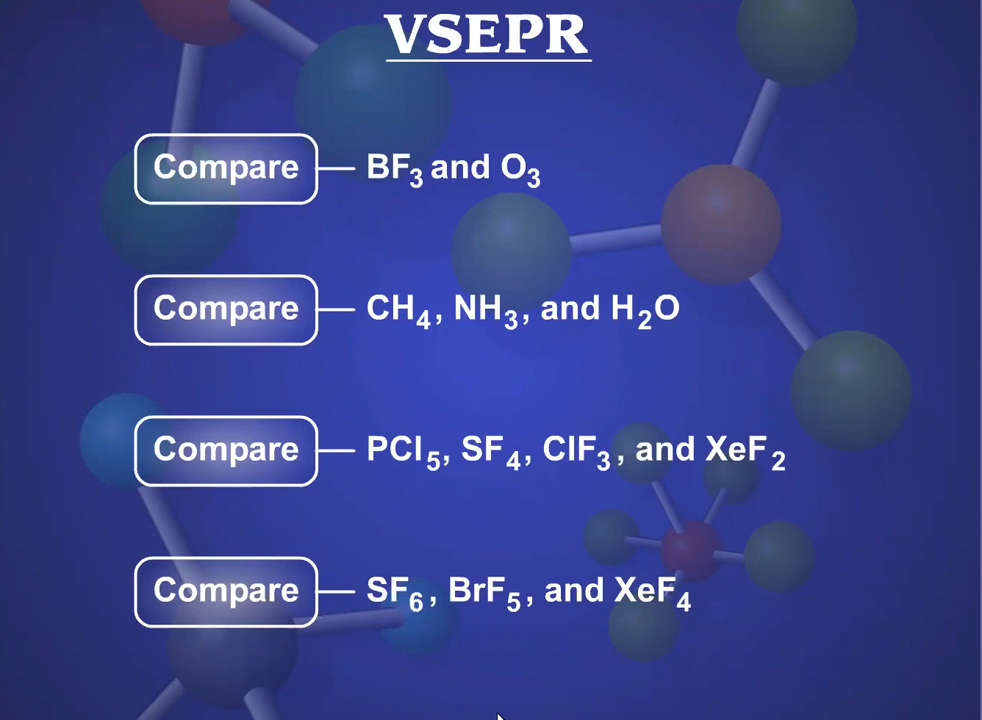 VSEPR
Compare BF₃ and O₃
Compare CH₄, NH₃, and H₂O
Compare PCl₅, SF₄, ClF₃, and XeF₂
Compare SF₆, BrF₅, and XeF₄